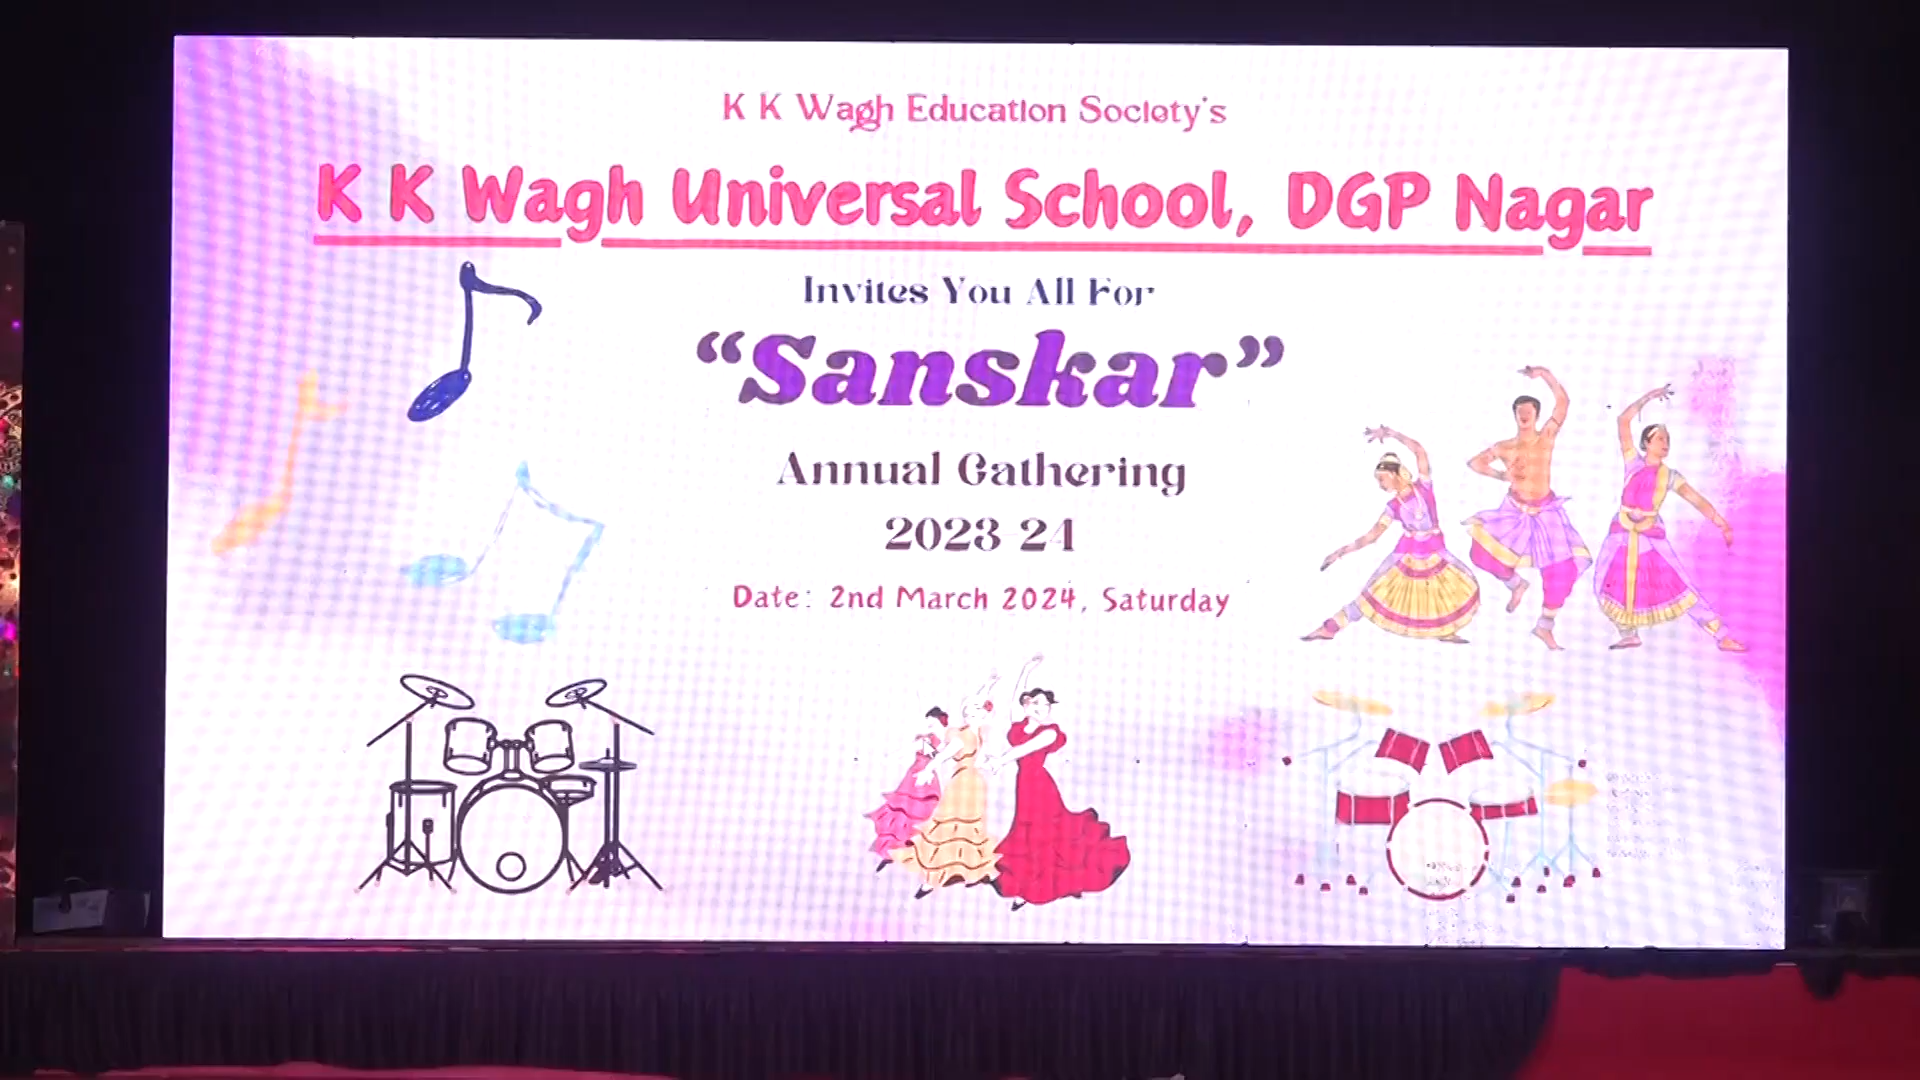 K K Wagh Education Society's
K K Wagh Universal School, DGP Nagar
Invites You All For
“Sanskar”
Annual Gathering
2023-24
Date: 2nd March 2024, Saturday